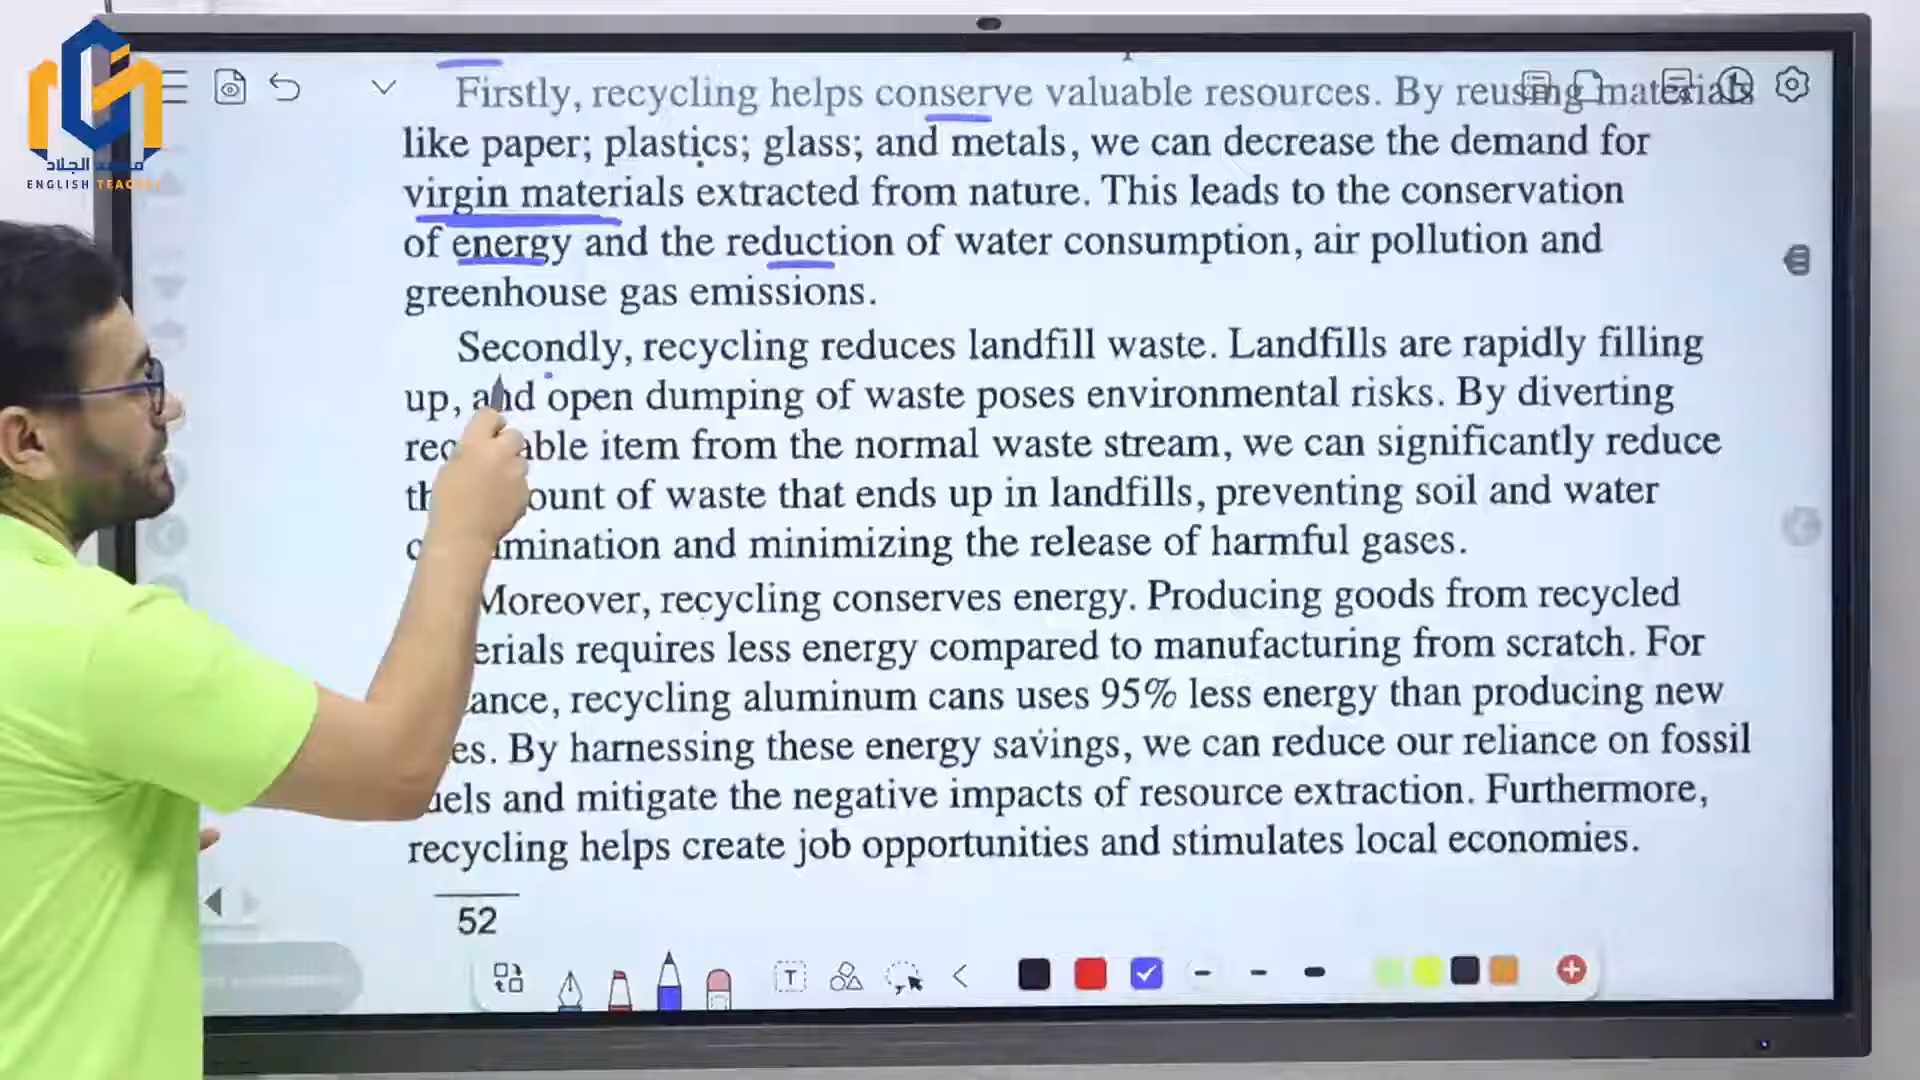 الجلاد
ENGLISH TEACHER
Firstly, recycling helps conserve valuable resources. By reusing materials
like paper; plastics; glass; and metals, we can decrease the demand for
virgin materials extracted from nature. This leads to the conservation
of energy and the reduction of water consumption, air pollution and
greenhouse gas emissions.
Secondly, recycling reduces landfill waste. Landfills are rapidly filling
up, and open dumping of waste poses environmental risks. By diverting
rec able item from the normal waste stream, we can significantly reduce
th ount of waste that ends up in landfills, preventing soil and water
c mination and minimizing the release of harmful gases.
Moreover, recycling conserves energy. Producing goods from recycled
erials requires less energy compared to manufacturing from scratch. For
ance, recycling aluminum cans uses 95% less energy than producing new
es. By harnessing these energy savings, we can reduce our reliance on fossil
uels and mitigate the negative impacts of resource extraction. Furthermore,
recycling helps create job opportunities and stimulates local economies.
52
T